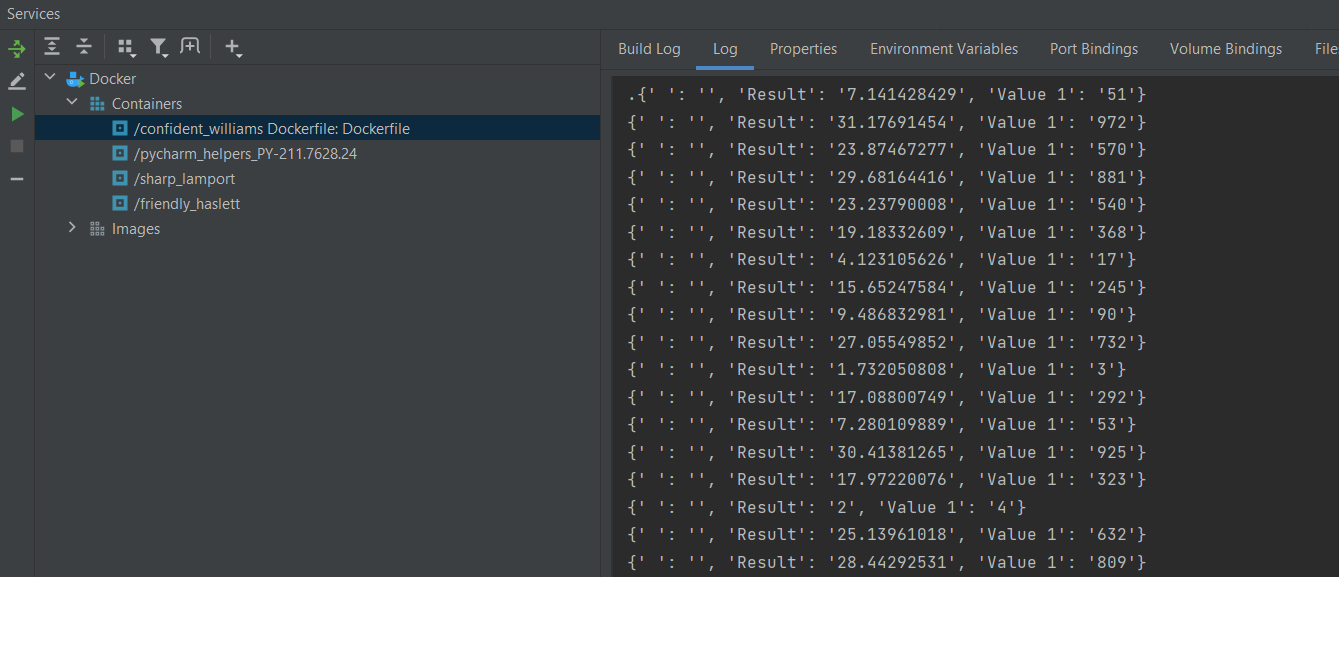 Services
Docker
Containers
/confident_williams Dockerfile: Dockerfile
/pycharm_helpers_PY-211.7628.24
/sharp_lamport
/friendly_haslett
Images
Build Log Log Properties Environment Variables Port Bindings Volume Bindings File
.{' ': '', 'Result': '7.141428429', 'Value 1': '51'}
{' ': '', 'Result': '31.17691454', 'Value 1': '972'}
{' ': '', 'Result': '23.87467277', 'Value 1': '570'}
{' ': '', 'Result': '29.68164416', 'Value 1': '881'}
{' ': '', 'Result': '23.23790008', 'Value 1': '540'}
{' ': '', 'Result': '19.18332609', 'Value 1': '368'}
{' ': '', 'Result': '4.123105626', 'Value 1': '17'}
{' ': '', 'Result': '15.65247584', 'Value 1': '245'}
{' ': '', 'Result': '9.486832981', 'Value 1': '90'}
{' ': '', 'Result': '27.05549852', 'Value 1': '732'}
{' ': '', 'Result': '1.732050808', 'Value 1': '3'}
{' ': '', 'Result': '17.08800749', 'Value 1': '292'}
{' ': '', 'Result': '7.280109889', 'Value 1': '53'}
{' ': '', 'Result': '30.41381265', 'Value 1': '925'}
{' ': '', 'Result': '17.97220076', 'Value 1': '323'}
{' ': '', 'Result': '2', 'Value 1': '4'}
{' ': '', 'Result': '25.13961018', 'Value 1': '632'}
{' ': '', 'Result': '28.44292531', 'Value 1': '809'}